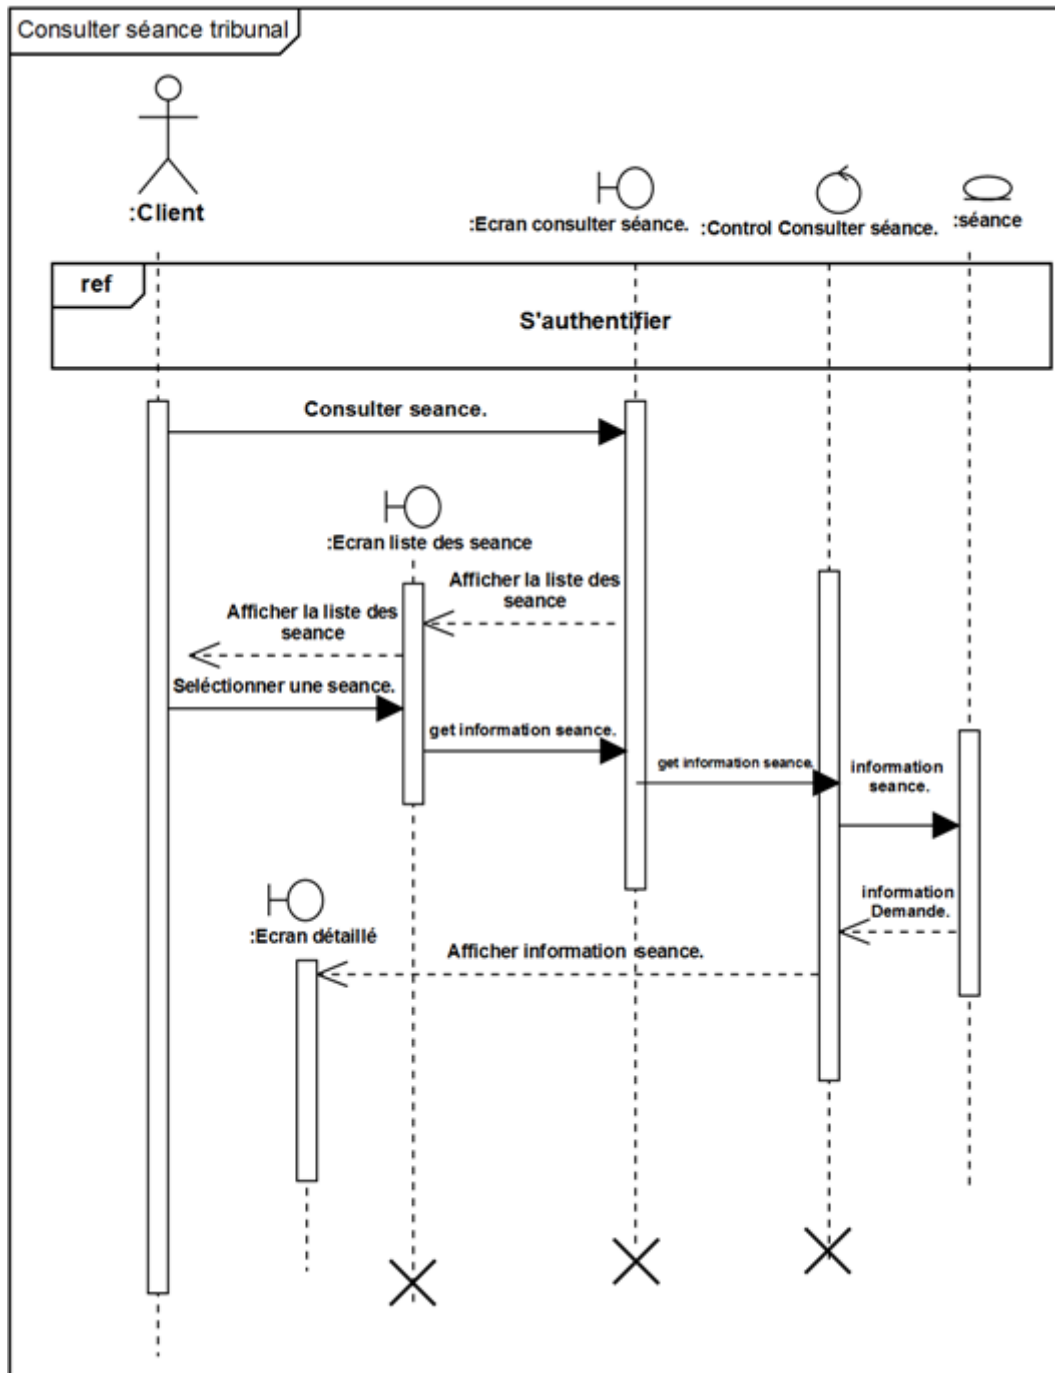 Consulter séance tribunal
:Client
:Ecran consulter séance.
:Control Consulter séance.
:séance
ref
S'authentifier
Consulter seance.
:Ecran liste des seance
Afficher la liste des
seance
Afficher la liste des
seance
Seléctionner une seance.
get information seance.
get information seance.
information
seance.
:Ecran détaillé
information
Demande.
Afficher information seance.